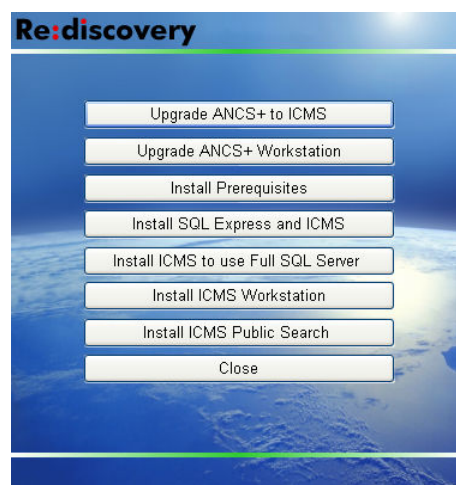 Re:discovery
Upgrade ANCS+ to ICMS
Upgrade ANCS+ Workstation
Install Prerequisites
Install SQL Express and ICMS
Install ICMS to use Full SQL Server
Install ICMS Workstation
Install ICMS Public Search
Close